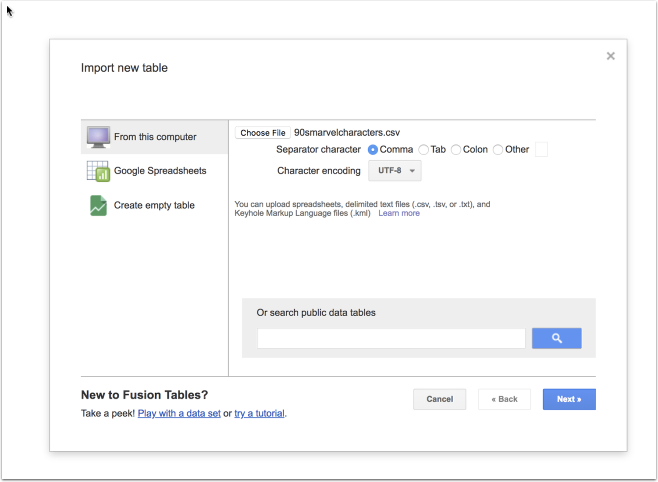 Import new table
From this computer
Google Spreadsheets
Create empty table
Choose File 90smarvelcharacters.csv
Separator character Comma Tab Colon Other
Character encoding UTF-8
You can upload spreadsheets, delimited text files (.csv, .tsv, or .txt), and
Keyhole Markup Language files (.kml) Learn more
Or search public data tables
New to Fusion Tables?
Take a peek! Play with a data set or try a tutorial.
Cancel « Back Next »